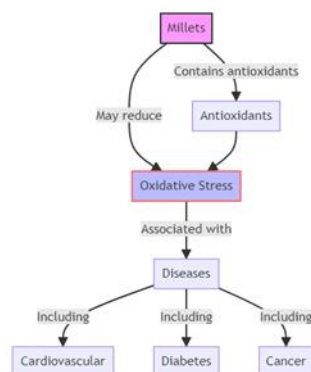 Millets
Contains antioxidants
May reduce
Antioxidants
Oxidative Stress
Associated with
Diseases
Including
Including
Including
Cardiovascular
Diabetes
Cancer